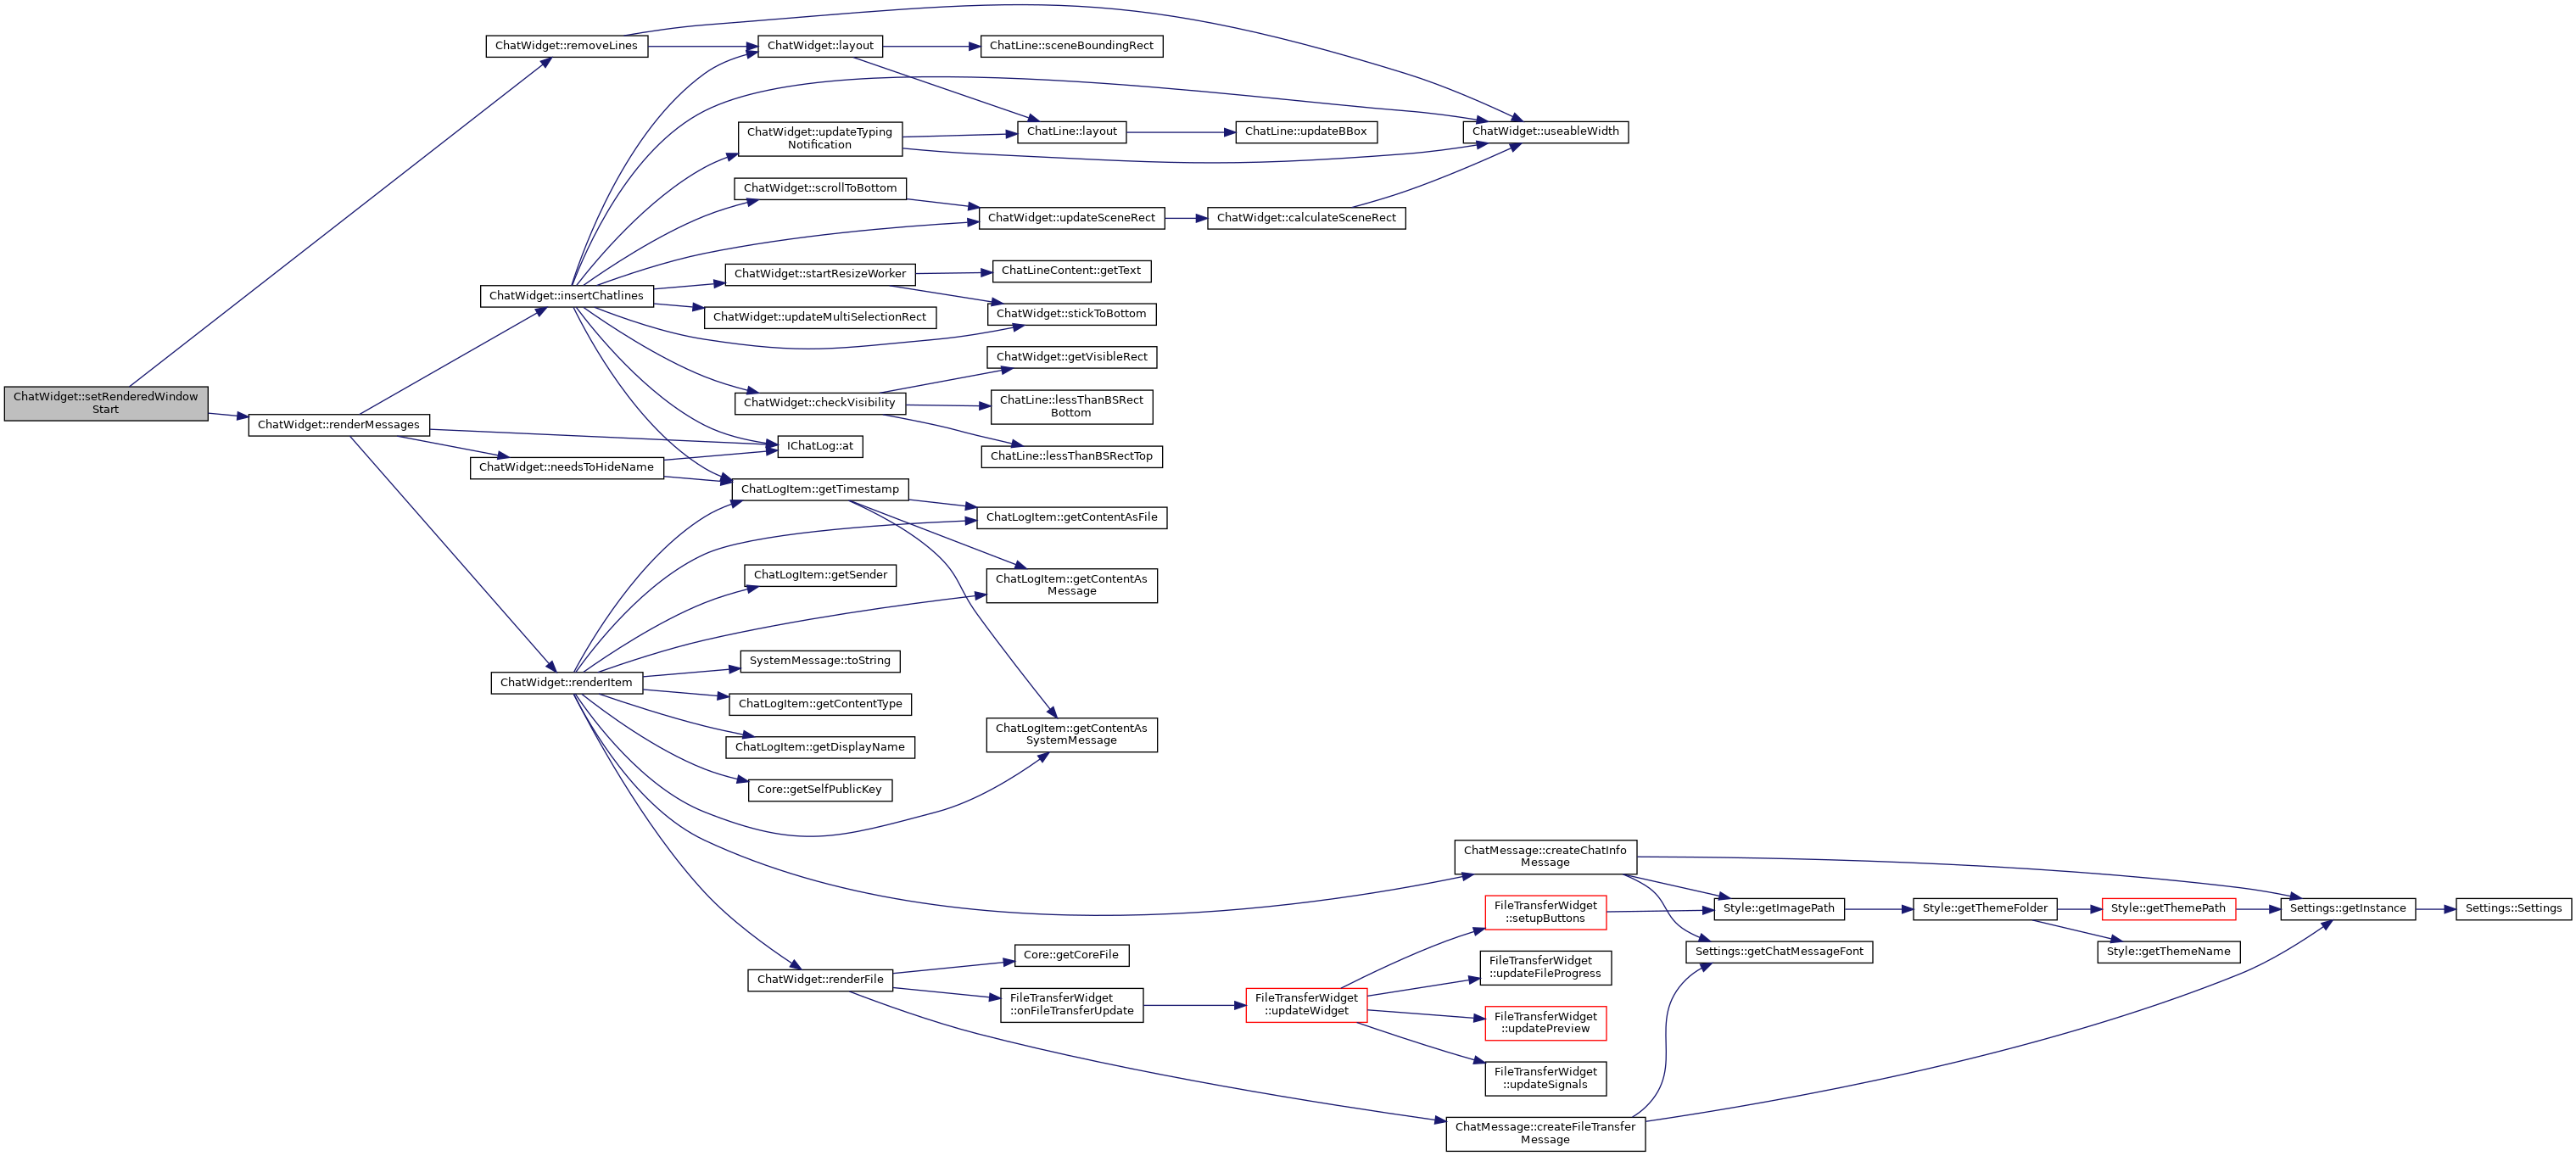 ChatWidget::setRenderedWindow
Start
ChatWidget::removeLines
ChatWidget::layout
ChatLine::sceneBoundingRect
ChatWidget::updateTyping
Notification
ChatLine::layout
ChatLine::updateBBox
ChatWidget::useableWidth
ChatWidget::scrollToBottom
ChatWidget::updateSceneRect
ChatWidget::calculateSceneRect
ChatWidget::insertChatlines
ChatWidget::startResizeWorker
ChatLineContent::getText
ChatWidget::updateMultiSelectionRect
ChatWidget::stickToBottom
ChatWidget::getVisibleRect
ChatWidget::checkVisibility
ChatLine::lessThanBSRect
Bottom
ChatLine::lessThanBSRectTop
ChatWidget::renderMessages
IChatLog::at
ChatWidget::needsToHideName
ChatLogItem::getTimestamp
ChatLogItem::getContentAsFile
ChatLogItem::getSender
ChatLogItem::getContentAs
Message
SystemMessage::toString
ChatWidget::renderItem
ChatLogItem::getContentType
ChatLogItem::getDisplayName
ChatLogItem::getContentAs
SystemMessage
Core::getSelfPublicKey
ChatMessage::createChatInfo
Message
FileTransferWidget
::setupButtons
Style::getImagePath
Style::getThemeFolder
Style::getThemePath
Settings::getInstance
Settings::Settings
Settings::getChatMessageFont
Style::getThemeName
ChatWidget::renderFile
Core::getCoreFile
FileTransferWidget
::onFileTransferUpdate
FileTransferWidget
::updateWidget
FileTransferWidget
::updateFileProgress
FileTransferWidget
::updatePreview
FileTransferWidget
::updateSignals
ChatMessage::createFileTransfer
Message